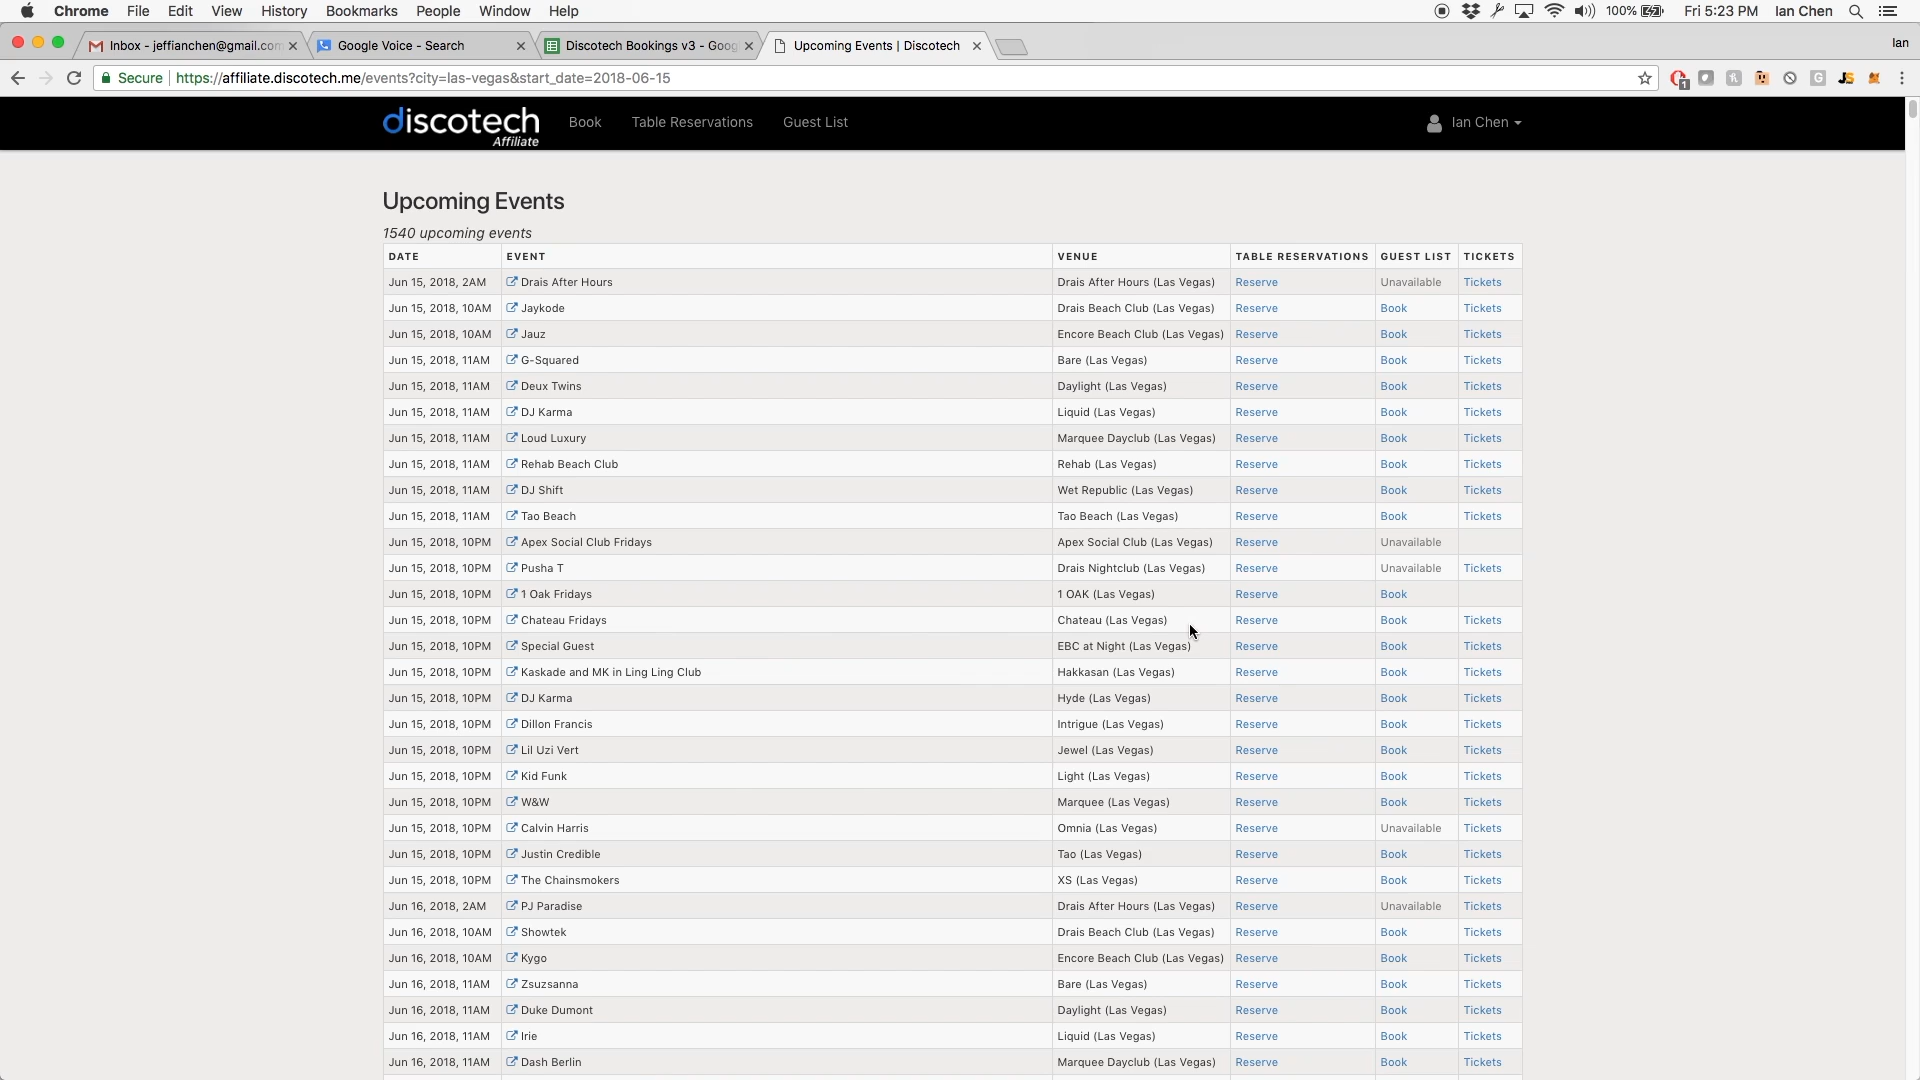 Chrome File Edit View History Bookmarks People Window Help 100% Fri 5:23 PM Ian Chen
Inbox - jeffianchen@gmail.com Google Voice - Search Discotech Bookings v3 - Goog Upcoming Events | Discotech Ian
Secure https://affiliate.discotech.me/events?city=las-vegas&start_date=2018-06-15
discotech Book Table Reservations Guest List Ian Chen
Affiliate
Upcoming Events
1540 upcoming events
DATE EVENT VENUE TABLE RESERVATIONS GUEST LIST TICKETS
Jun 15, 2018, 2AM Drais After Hours Drais After Hours (Las Vegas) Reserve Unavailable Tickets
Jun 15, 2018, 10AM Jaykode Drais Beach Club (Las Vegas) Reserve Book Tickets
Jun 15, 2018, 10AM Jauz Encore Beach Club (Las Vegas) Reserve Book Tickets
Jun 15, 2018, 11AM G-Squared Bare (Las Vegas) Reserve Book Tickets
Jun 15, 2018, 11AM Deux Twins Daylight (Las Vegas) Reserve Book Tickets
Jun 15, 2018, 11AM DJ Karma Liquid (Las Vegas) Reserve Book Tickets
Jun 15, 2018, 11AM Loud Luxury Marquee Dayclub (Las Vegas) Reserve Book Tickets
Jun 15, 2018, 11AM Rehab Beach Club Rehab (Las Vegas) Reserve Book Tickets
Jun 15, 2018, 11AM DJ Shift Wet Republic (Las Vegas) Reserve Book Tickets
Jun 15, 2018, 11AM Tao Beach Tao Beach (Las Vegas) Reserve Book Tickets
Jun 15, 2018, 10PM Apex Social Club Fridays Apex Social Club (Las Vegas) Reserve Unavailable
Jun 15, 2018, 10PM Pusha T Drais Nightclub (Las Vegas) Reserve Unavailable Tickets
Jun 15, 2018, 10PM 1 Oak Fridays 1 OAK (Las Vegas) Reserve Book
Jun 15, 2018, 10PM Chateau Fridays Chateau (Las Vegas) Reserve Book Tickets
Jun 15, 2018, 10PM Special Guest EBC at Night (Las Vegas) Reserve Book Tickets
Jun 15, 2018, 10PM Kaskade and MK in Ling Ling Club Hakkasan (Las Vegas) Reserve Book Tickets
Jun 15, 2018, 10PM DJ Karma Hyde (Las Vegas) Reserve Book Tickets
Jun 15, 2018, 10PM Dillon Francis Intrigue (Las Vegas) Reserve Book Tickets
Jun 15, 2018, 10PM Lil Uzi Vert Jewel (Las Vegas) Reserve Book Tickets
Jun 15, 2018, 10PM Kid Funk Light (Las Vegas) Reserve Book Tickets
Jun 15, 2018, 10PM W&W Marquee (Las Vegas) Reserve Book Tickets
Jun 15, 2018, 10PM Calvin Harris Omnia (Las Vegas) Reserve Unavailable Tickets
Jun 15, 2018, 10PM Justin Credible Tao (Las Vegas) Reserve Book Tickets
Jun 15, 2018, 10PM The Chainsmokers XS (Las Vegas) Reserve Book Tickets
Jun 16, 2018, 2AM PJ Paradise Drais After Hours (Las Vegas) Reserve Unavailable Tickets
Jun 16, 2018, 10AM Showtek Drais Beach Club (Las Vegas) Reserve Book Tickets
Jun 16, 2018, 10AM Kygo Encore Beach Club (Las Vegas) Reserve Book Tickets
Jun 16, 2018, 11AM Zsuzsanna Bare (Las Vegas) Reserve Book Tickets
Jun 16, 2018, 11AM Duke Dumont Daylight (Las Vegas) Reserve Book Tickets
Jun 16, 2018, 11AM Irie Liquid (Las Vegas) Reserve Book Tickets
Jun 16, 2018, 11AM Dash Berlin Marquee Dayclub (Las Vegas) Reserve Book Tickets